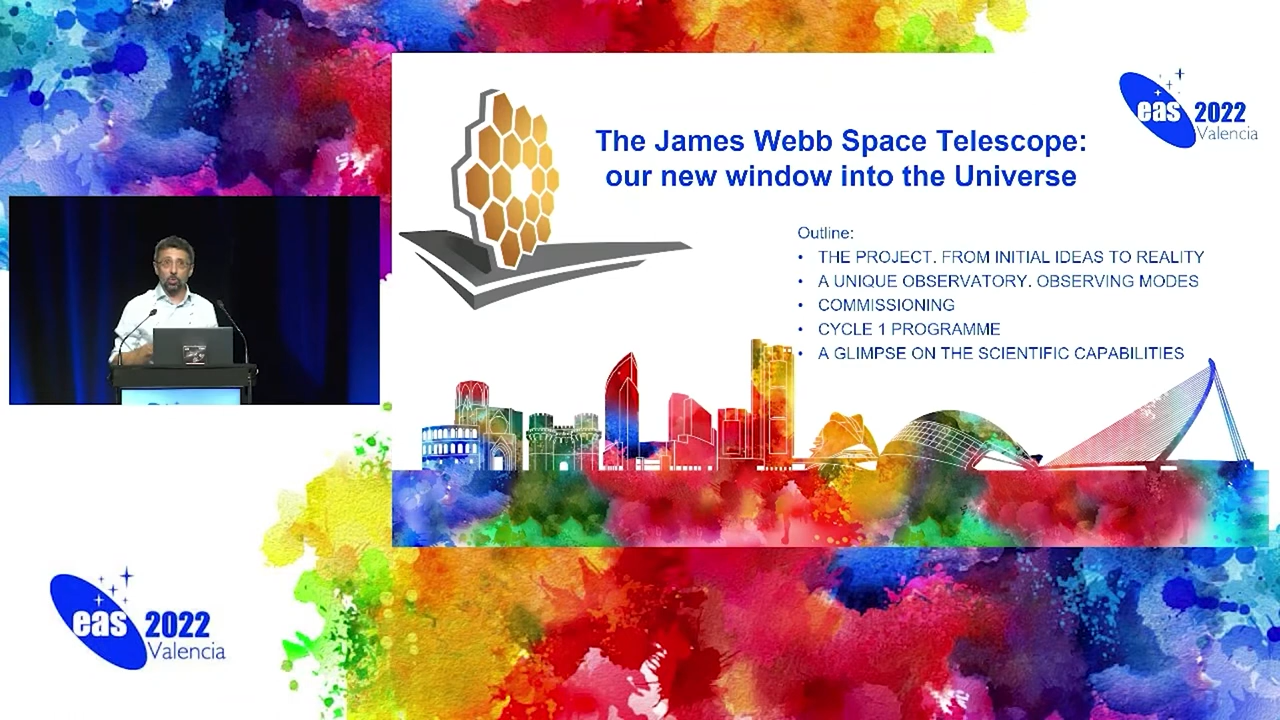 The James Webb Space Telescope:
our new window into the Universe
eas 2022
Valencia
Outline:
• THE PROJECT. FROM INITIAL IDEAS TO REALITY
• A UNIQUE OBSERVATORY. OBSERVING MODES
• COMMISSIONING
• CYCLE 1 PROGRAMME
• A GLIMPSE ON THE SCIENTIFIC CAPABILITIES
eas 2022
Valencia